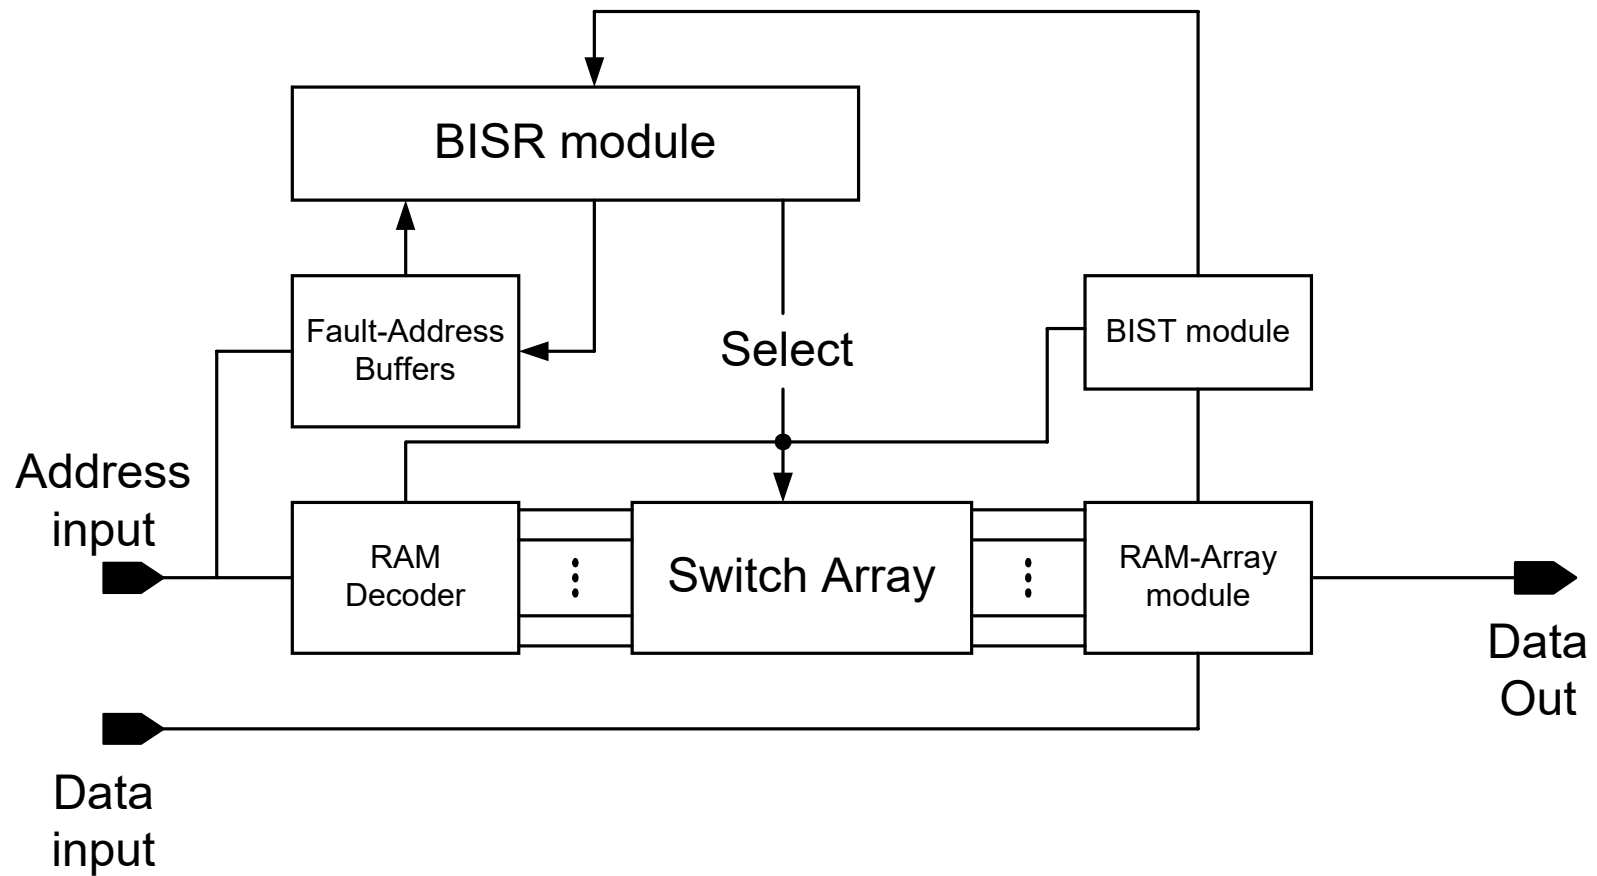 BISR module
Fault-Address
Buffers
Select
BIST module
Address
input
RAM
Decoder
Switch Array
RAM-Array
module
Data
Out
Data
input